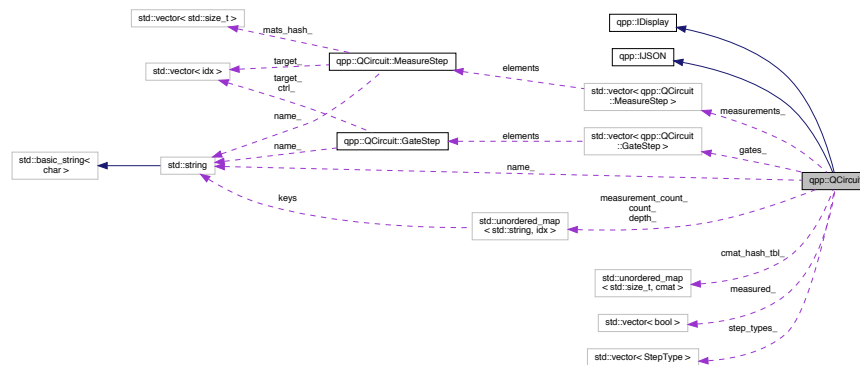 std::vector< std::size_t >
mats_hash_
qpp::IDisplay
qpp::IJSON
qpp::QCircuit::MeasureStep
target_
std::vector< idx >
elements
target_
ctrl_
std::vector< qpp::QCircuit
::MeasureStep >
measurements_
name_
qpp::QCircuit::GateStep
elements
std::vector< qpp::QCircuit
::GateStep >
gates_
name_
std::basic_string<
char >
std::string
name_
qpp::QCircuit
keys
std::unordered_map
< std::string, idx >
measurement_count_
count_
depth_
cmat_hash_tbl_
std::unordered_map
< std::size_t, cmat >
measured_
std::vector< bool >
step_types_
std::vector< StepType >